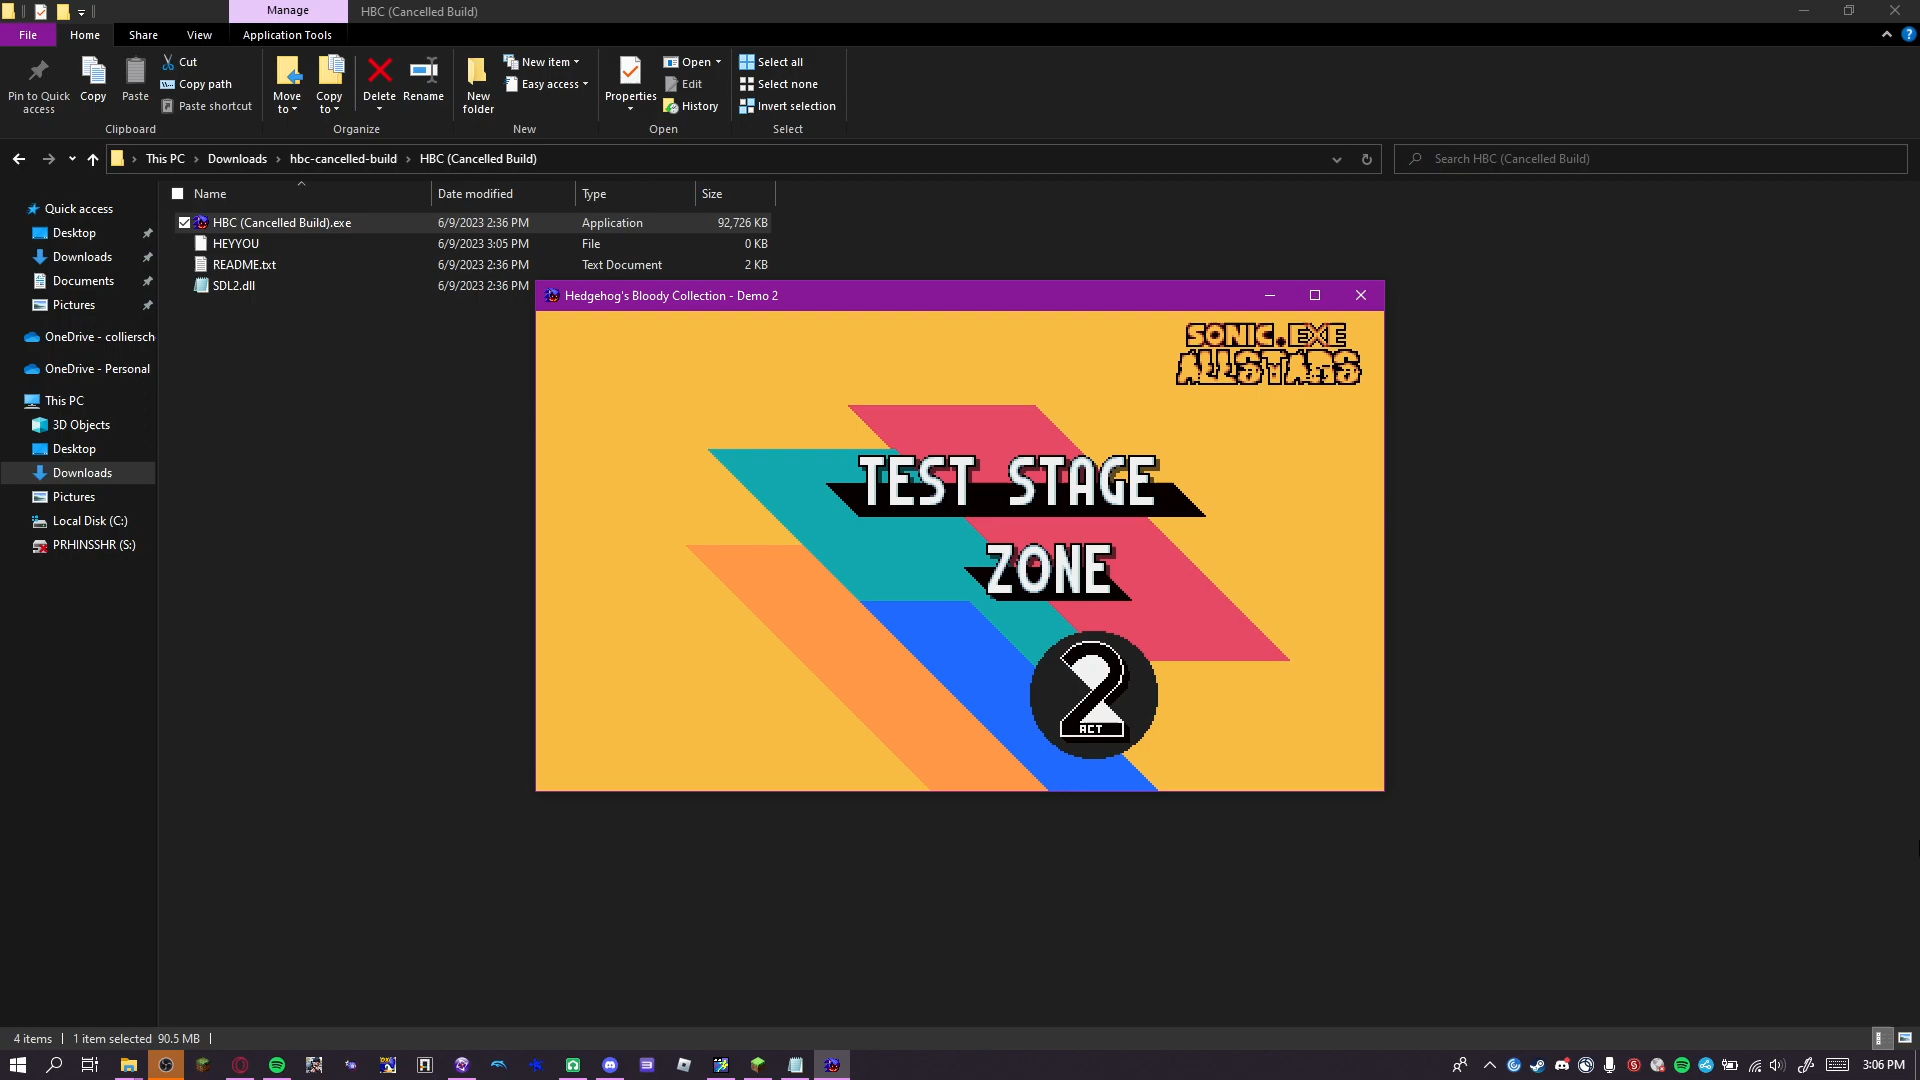 Manage
HBC (Cancelled Build)
File
Home
Share
View
Application Tools
Pin to Quick access
Copy
Paste
Cut
Copy path
Paste shortcut
Clipboard
Move to
Copy to
Delete
Rename
Organize
New folder
New item
Easy access
New
Properties
Open
Edit
History
Open
Select all
Select none
Invert selection
Select
This PC
Downloads
hbc-cancelled-build
HBC (Cancelled Build)
Search HBC (Cancelled Build)
Name
Date modified
Type
Size
HBC (Cancelled Build).exe
6/9/2023 2:36 PM
Application
92,726 KB
HEYYOU
6/9/2023 3:05 PM
File
0 KB
README.txt
6/9/2023 2:36 PM
Text Document
2 KB
SDL2.dll
6/9/2023 2:36 PM
Quick access
Desktop
Downloads
Documents
Pictures
OneDrive - colliersch
OneDrive - Personal
This PC
3D Objects
Desktop
Downloads
Pictures
Local Disk (C:)
PRHINSSHR (S:)
Hedgehog's Bloody Collection - Demo 2
SONIC.EXE
ALLSTARS
TEST STAGE
ZONE
2
ACT
4 items
1 item selected 90.5 MB
3:06 PM